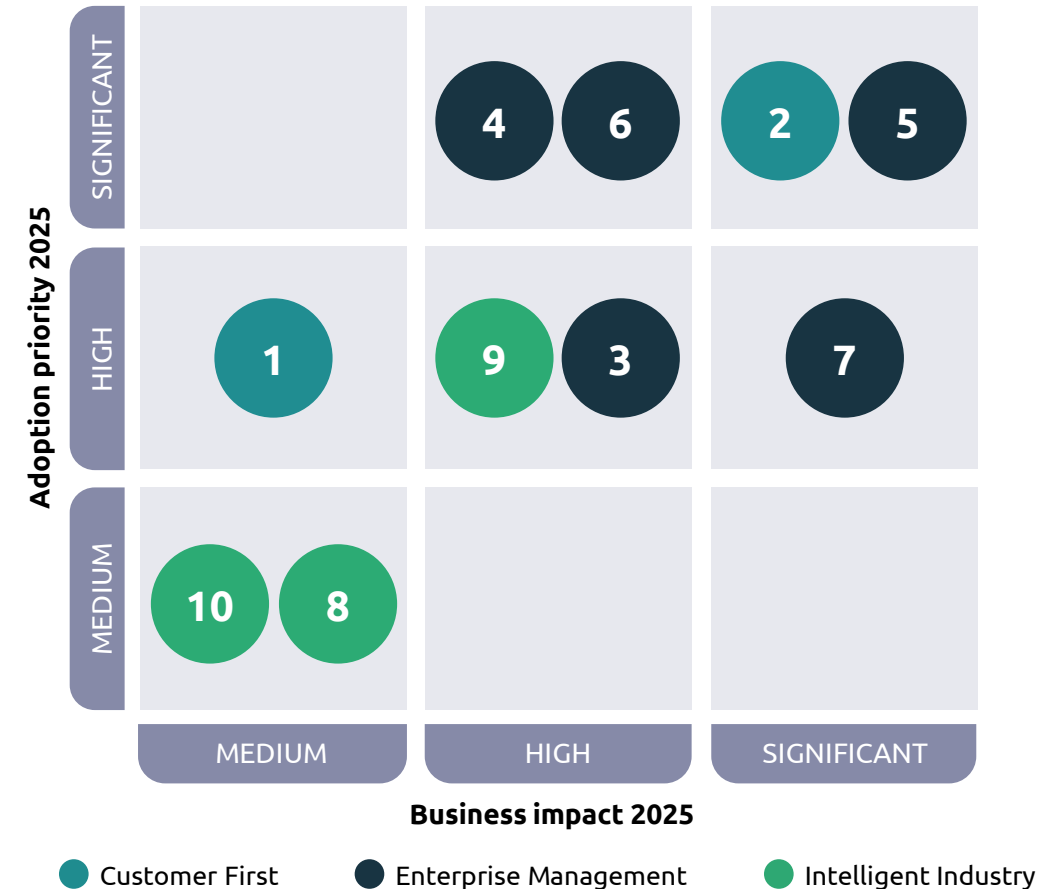 Adoption priority 2025
SIGNIFICANT
4 6 2 5
HIGH
1 9 3 7
MEDIUM
10 8
MEDIUM HIGH SIGNIFICANT
Business impact 2025
Customer First Enterprise Management Intelligent Industry